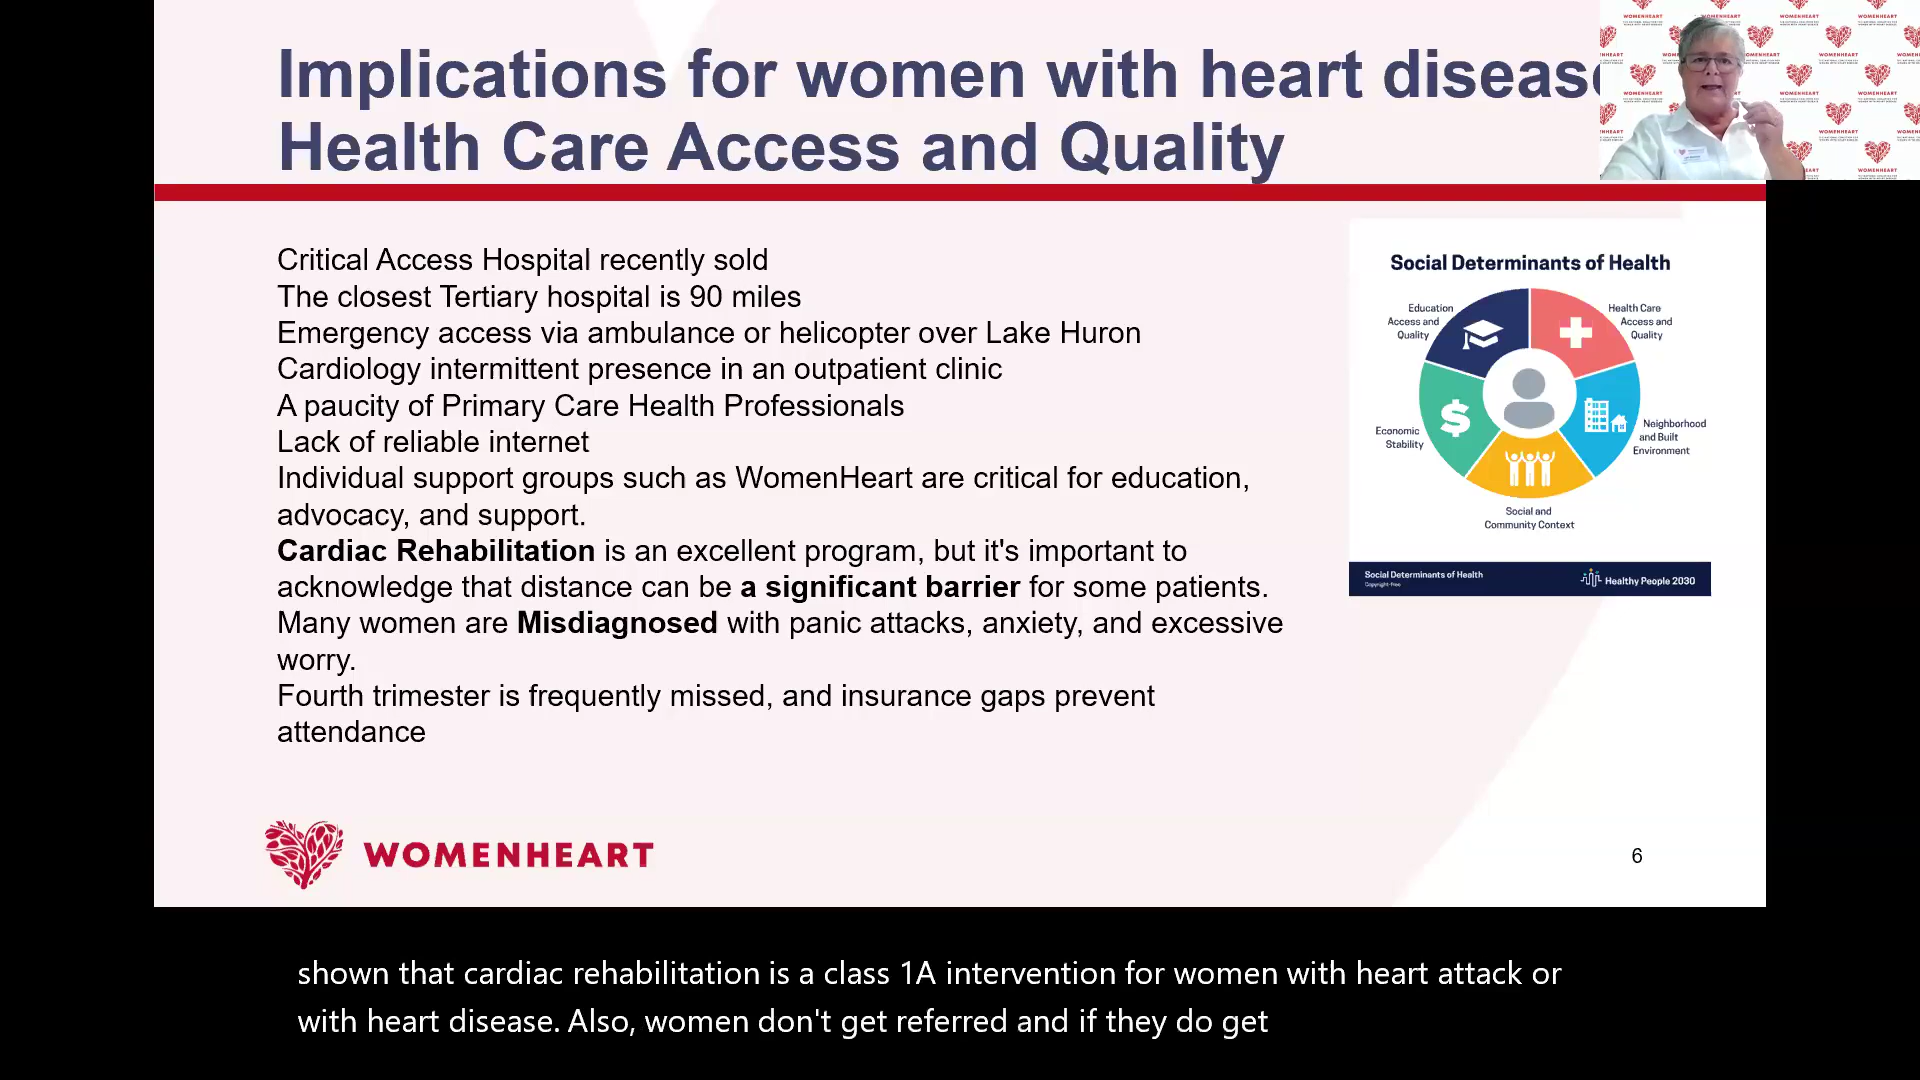 Implications for women with heart diseas
Health Care Access and Quality
WOMENHEART
Critical Access Hospital recently sold
The closest Tertiary hospital is 90 miles
Emergency access via ambulance or helicopter over Lake Huron
Cardiology intermittent presence in an outpatient clinic
A paucity of Primary Care Health Professionals
Lack of reliable internet
Individual support groups such as WomenHeart are critical for education,
advocacy, and support.
Cardiac Rehabilitation is an excellent program, but it's important to
acknowledge that distance can be a significant barrier for some patients.
Many women are Misdiagnosed with panic attacks, anxiety, and excessive
worry.
Fourth trimester is frequently missed, and insurance gaps prevent
attendance
Social Determinants of Health
Education
Access and
Quality
Health Care
Access and
Quality
Economic
Stability
Neighborhood
and Built
Environment
Social and
Community Context
Social Determinants of Health
Copyright-free
Healthy People 2030
WOMENHEART
6
shown that cardiac rehabilitation is a class 1A intervention for women with heart attack or
with heart disease. Also, women don't get referred and if they do get